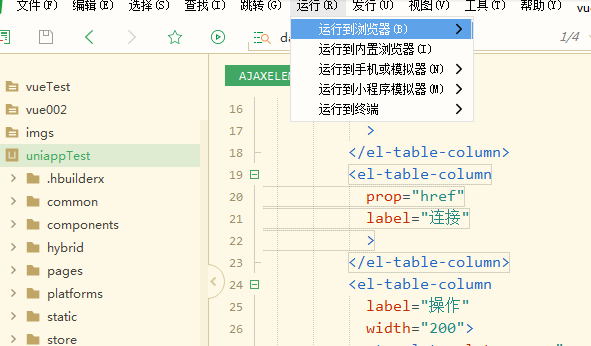 文件(F) 编辑(E) 选择(S) 查找(I) 跳转(G) 运行(R) 发行(U) 视图(V) 工具(T) 帮助(Y) vue
1/4
运行到浏览器(B)
运行到内置浏览器(I)
运行到手机或模拟器(N)
运行到小程序模拟器(M)
运行到终端
vueTest
vue002
imgs
uniappTest
.hbuilderx
common
components
hybrid
pages
platforms
static
store
AJAXELEM
16
17 >
18 </el-table-column>
19 <el-table-column
20 prop="href"
21 label="连接"
22 >
23 </el-table-column>
24 <el-table-column
25 label="操作"
26 width="200">